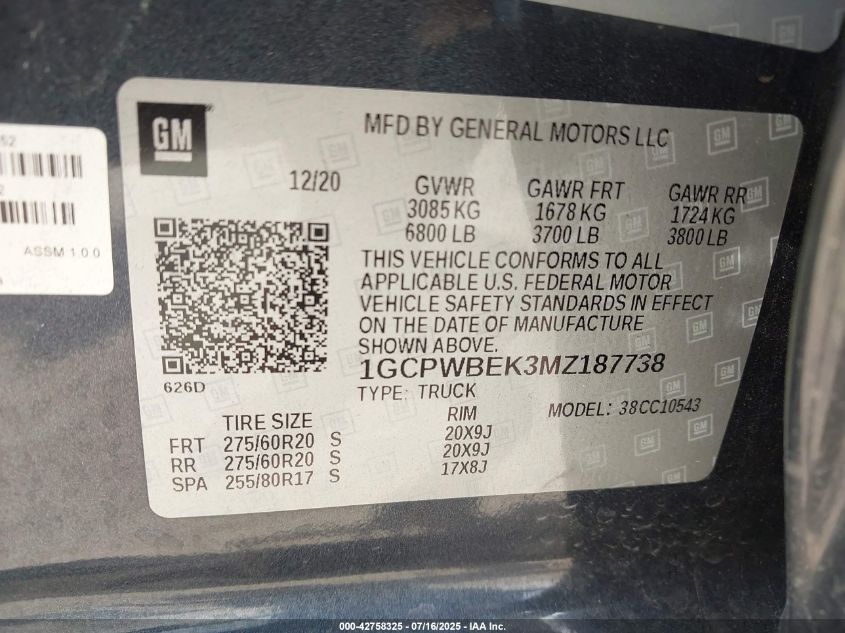 52
2
ASSM:1.0.0
GM
MFD BY GENERAL MOTORS LLC
12/20
GVWR GAWR FRT GAWR RR
3085 KG 1678 KG 1724 KG
6800 LB 3700 LB 3800 LB
THIS VEHICLE CONFORMS TO ALL
APPLICABLE U.S. FEDERAL MOTOR
VEHICLE SAFETY STANDARDS IN EFFECT
ON THE DATE OF MANUFACTURE
SHOWN ABOVE.
626D
1GCPWBEK3MZ187738
TYPE: TRUCK
MODEL: 38CC10543
TIRE SIZE RIM
FRT 275/60R20 S 20X9J
RR 275/60R20 S 20X9J
SPA 255/80R17 S 17X8J
000-42758325 - 07/16/2025 - IAA Inc.